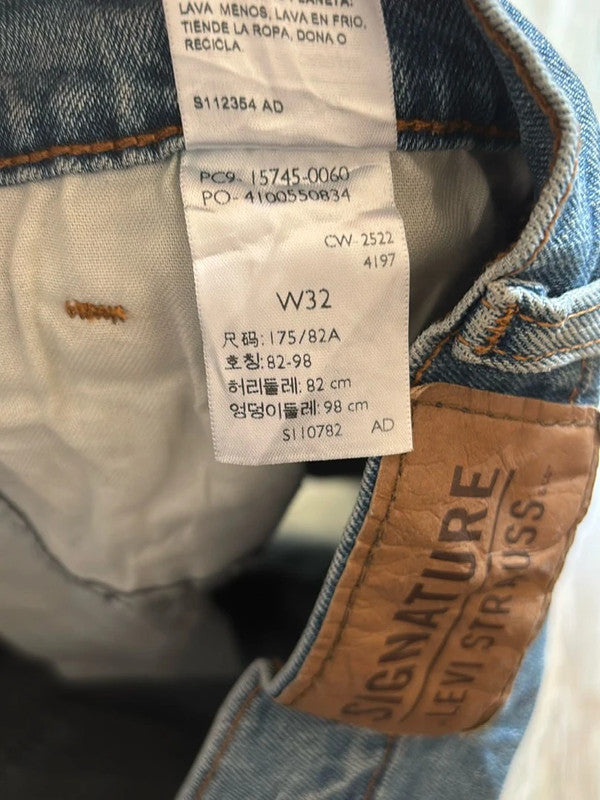 LAVA MENOS, LAVA EN FRIO,
TIENDE LA ROPA, DONA O
RECICLA.
S112354 AD
PC9- 15745-0060
PO- 4100550834
CW- 2522
4197
W32
尺码: 175/82A
호칭: 82-98
허리둘레: 82 cm
엉덩이둘레: 98 cm
S110782 AD
SIGNATURE
LEVI STRAUSS